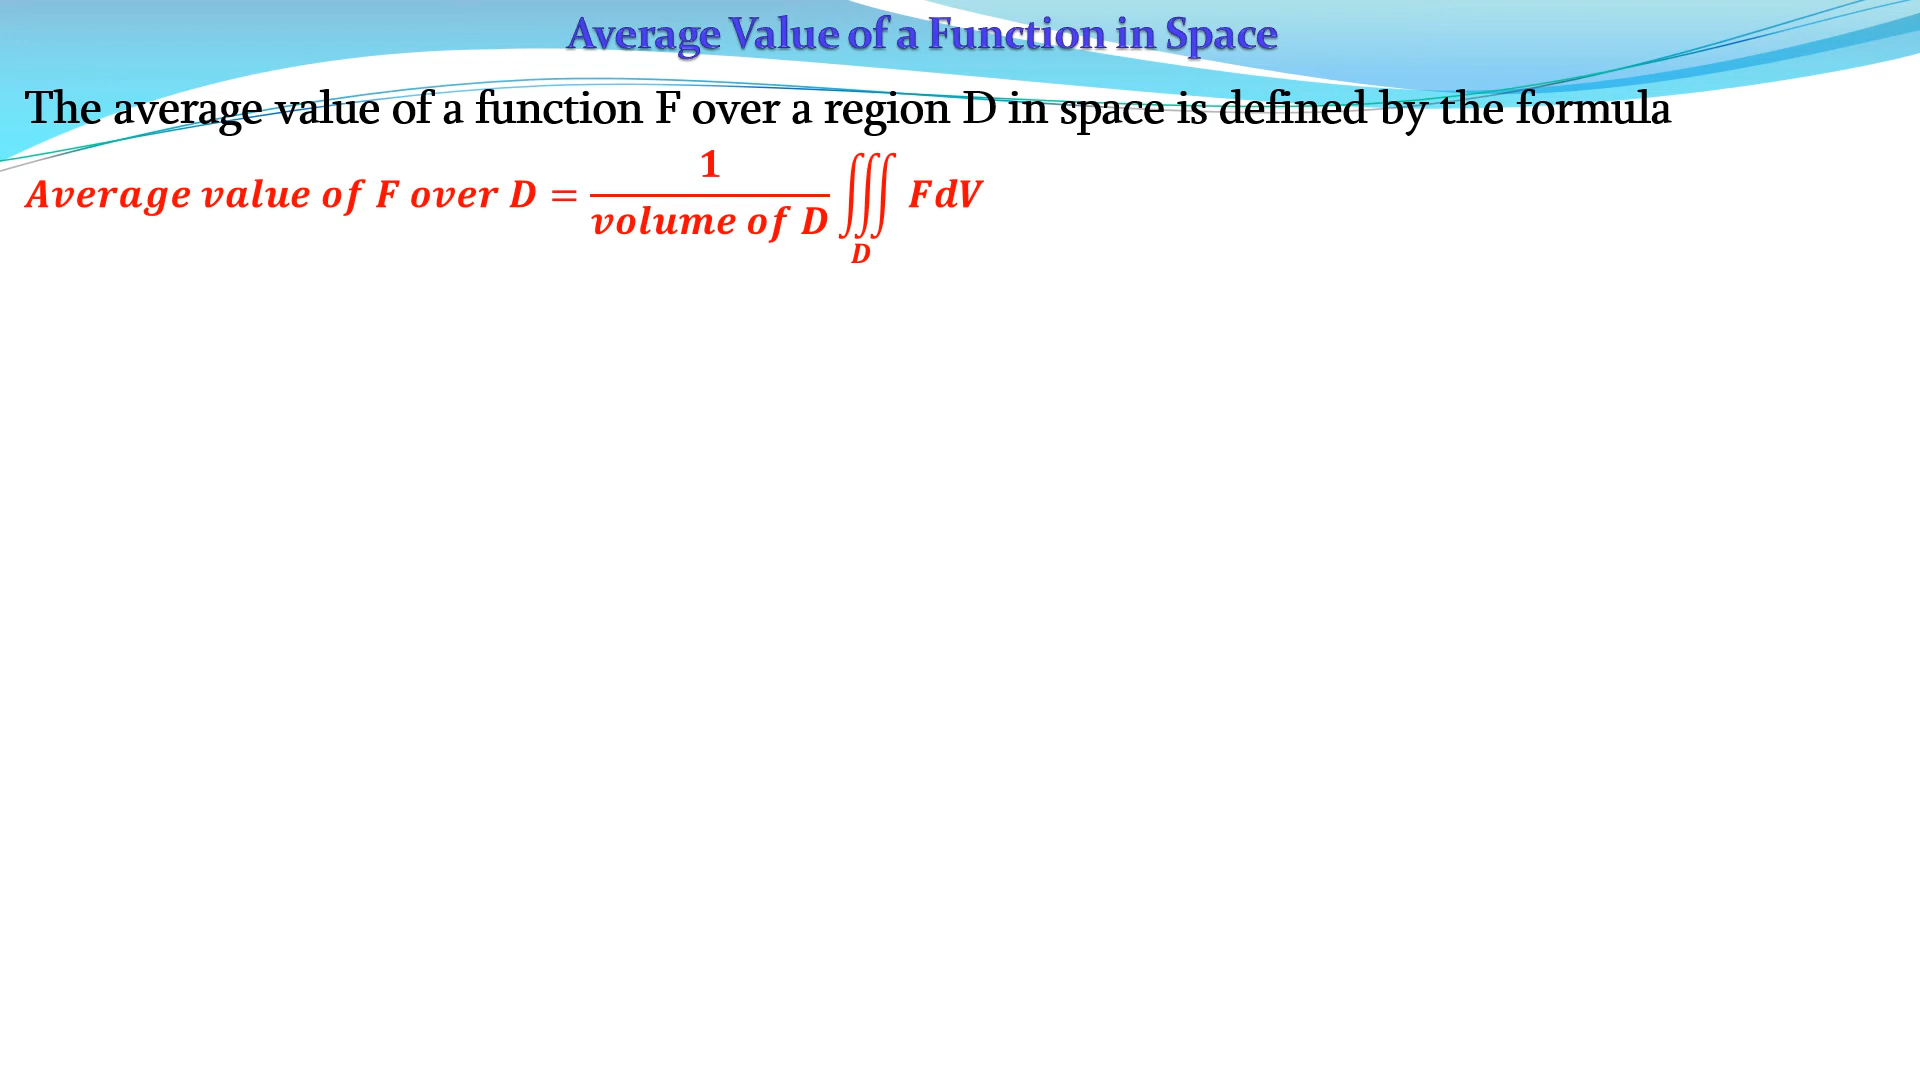 Average Value of a Function in Space
The average value of a function F over a region D in space is defined by the formula
Average value of F over D = 1/(volume of D) ∭_D FdV